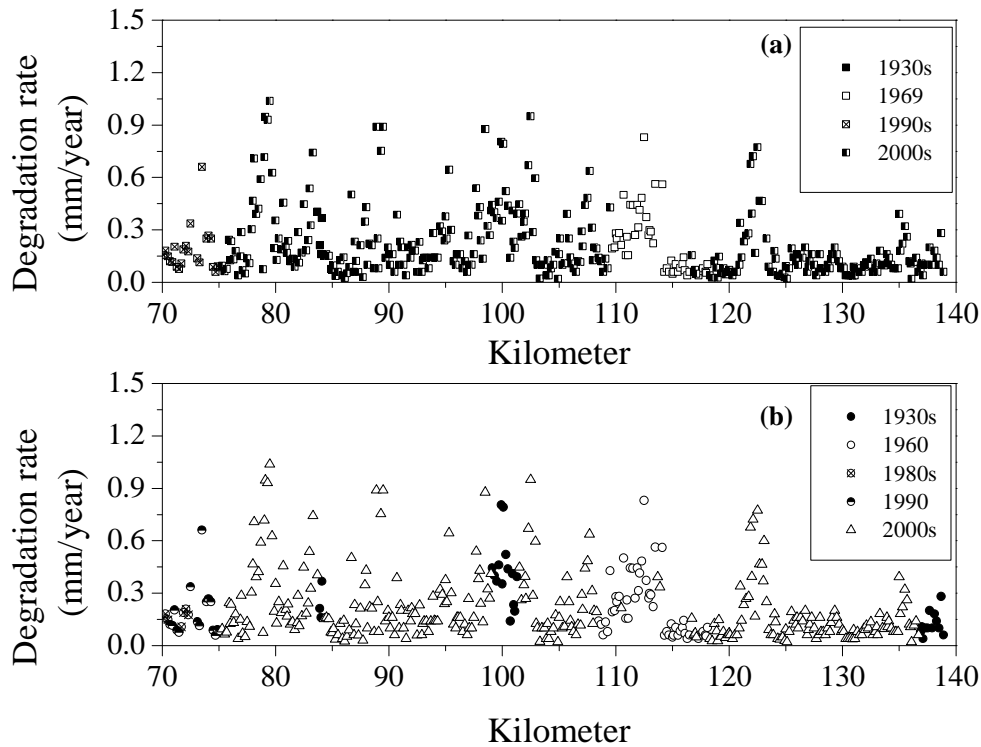 1.5
1.2
0.9
0.6
0.3
0.0
Degradation rate
(mm/year)
(a)
1930s
1969
1990s
2000s
70 80 90 100 110 120 130 140
Kilometer
1.5
1.2
0.9
0.6
0.3
0.0
Degradation rate
(mm/year)
(b)
1930s
1960
1980s
1990
2000s
70 80 90 100 110 120 130 140
Kilometer